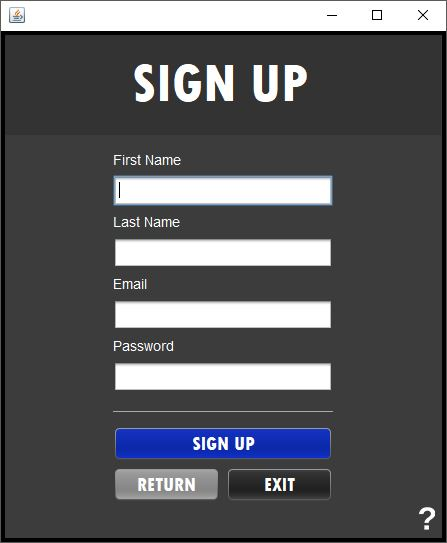 SIGN UP
First Name
Last Name
Email
Password
SIGN UP
RETURN EXIT
?